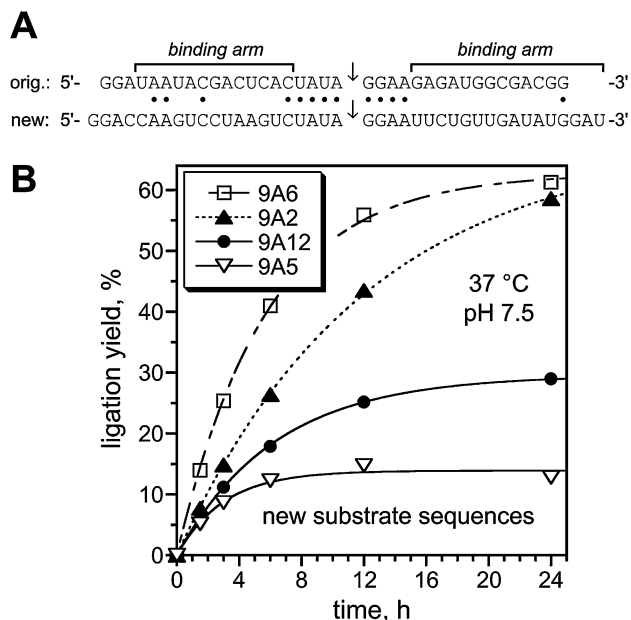 A
binding arm binding arm
orig.: 5'- GGAUAAUACGACUCACUAUA GGAAGAGAUGGCGACGG -3'
new: 5'- GGACCAAGUCCUAAGUCUAUA GGAAUUCUGUUGAUAUGGAU -3'
B
60
50
40
30
20
10
0
ligation yield, %
9A6
9A2
9A12
9A5
37 °C
pH 7.5
new substrate sequences
0 4 8 12 16 20 24
time, h